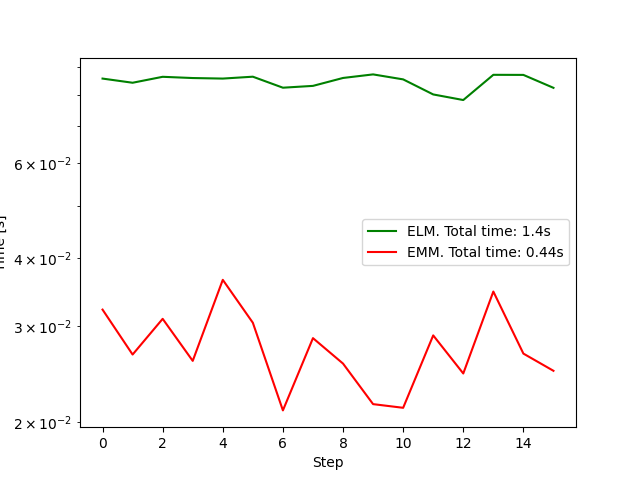 6 × 10⁻²
4 × 10⁻²
3 × 10⁻²
2 × 10⁻²
Time [s]
ELM. Total time: 1.4s
EMM. Total time: 0.44s
0 2 4 6 8 10 12 14
Step